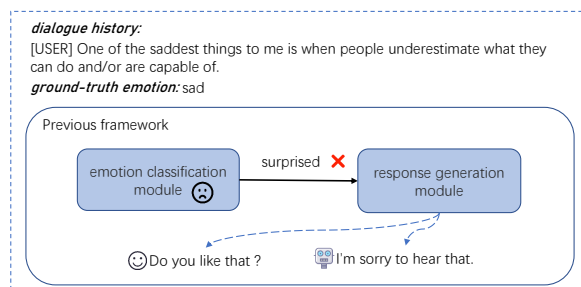 dialogue history:
[USER] One of the saddest things to me is when people underestimate what they
can do and/or are capable of.
ground-truth emotion: sad
Previous framework
emotion classification
module
surprised
response generation
module
Do you like that ?
I'm sorry to hear that.